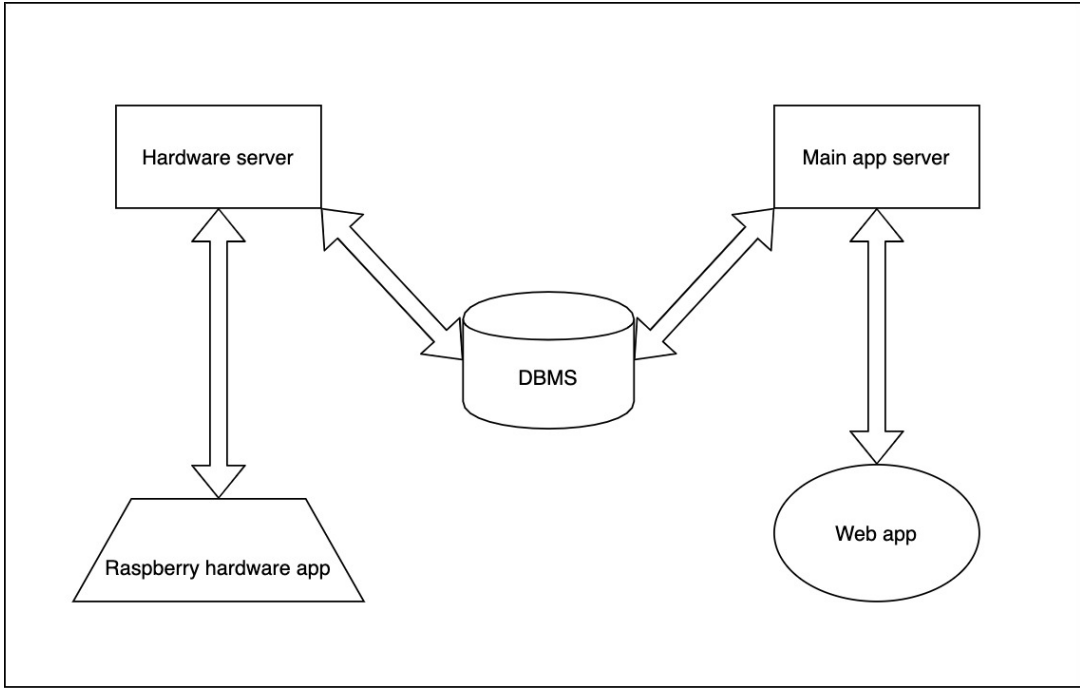 Hardware server
Main app server
DBMS
Web app
Raspberry hardware app